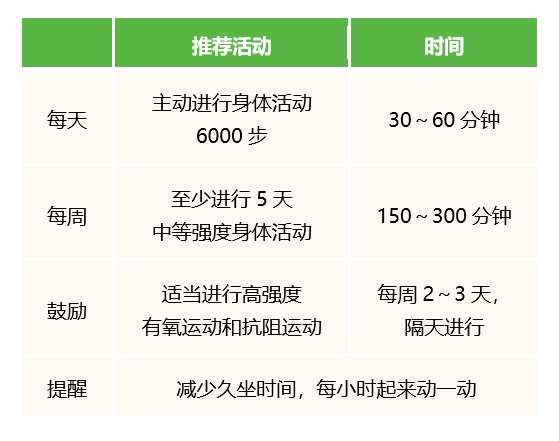 推荐活动
时间
每天
主动进行身体活动
6000 步
30～60 分钟
每周
至少进行 5 天
中等强度身体活动
150～300 分钟
鼓励
适当进行高强度
有氧运动和抗阻运动
每周 2～3 天，
隔天进行
提醒
减少久坐时间，每小时起来动一动